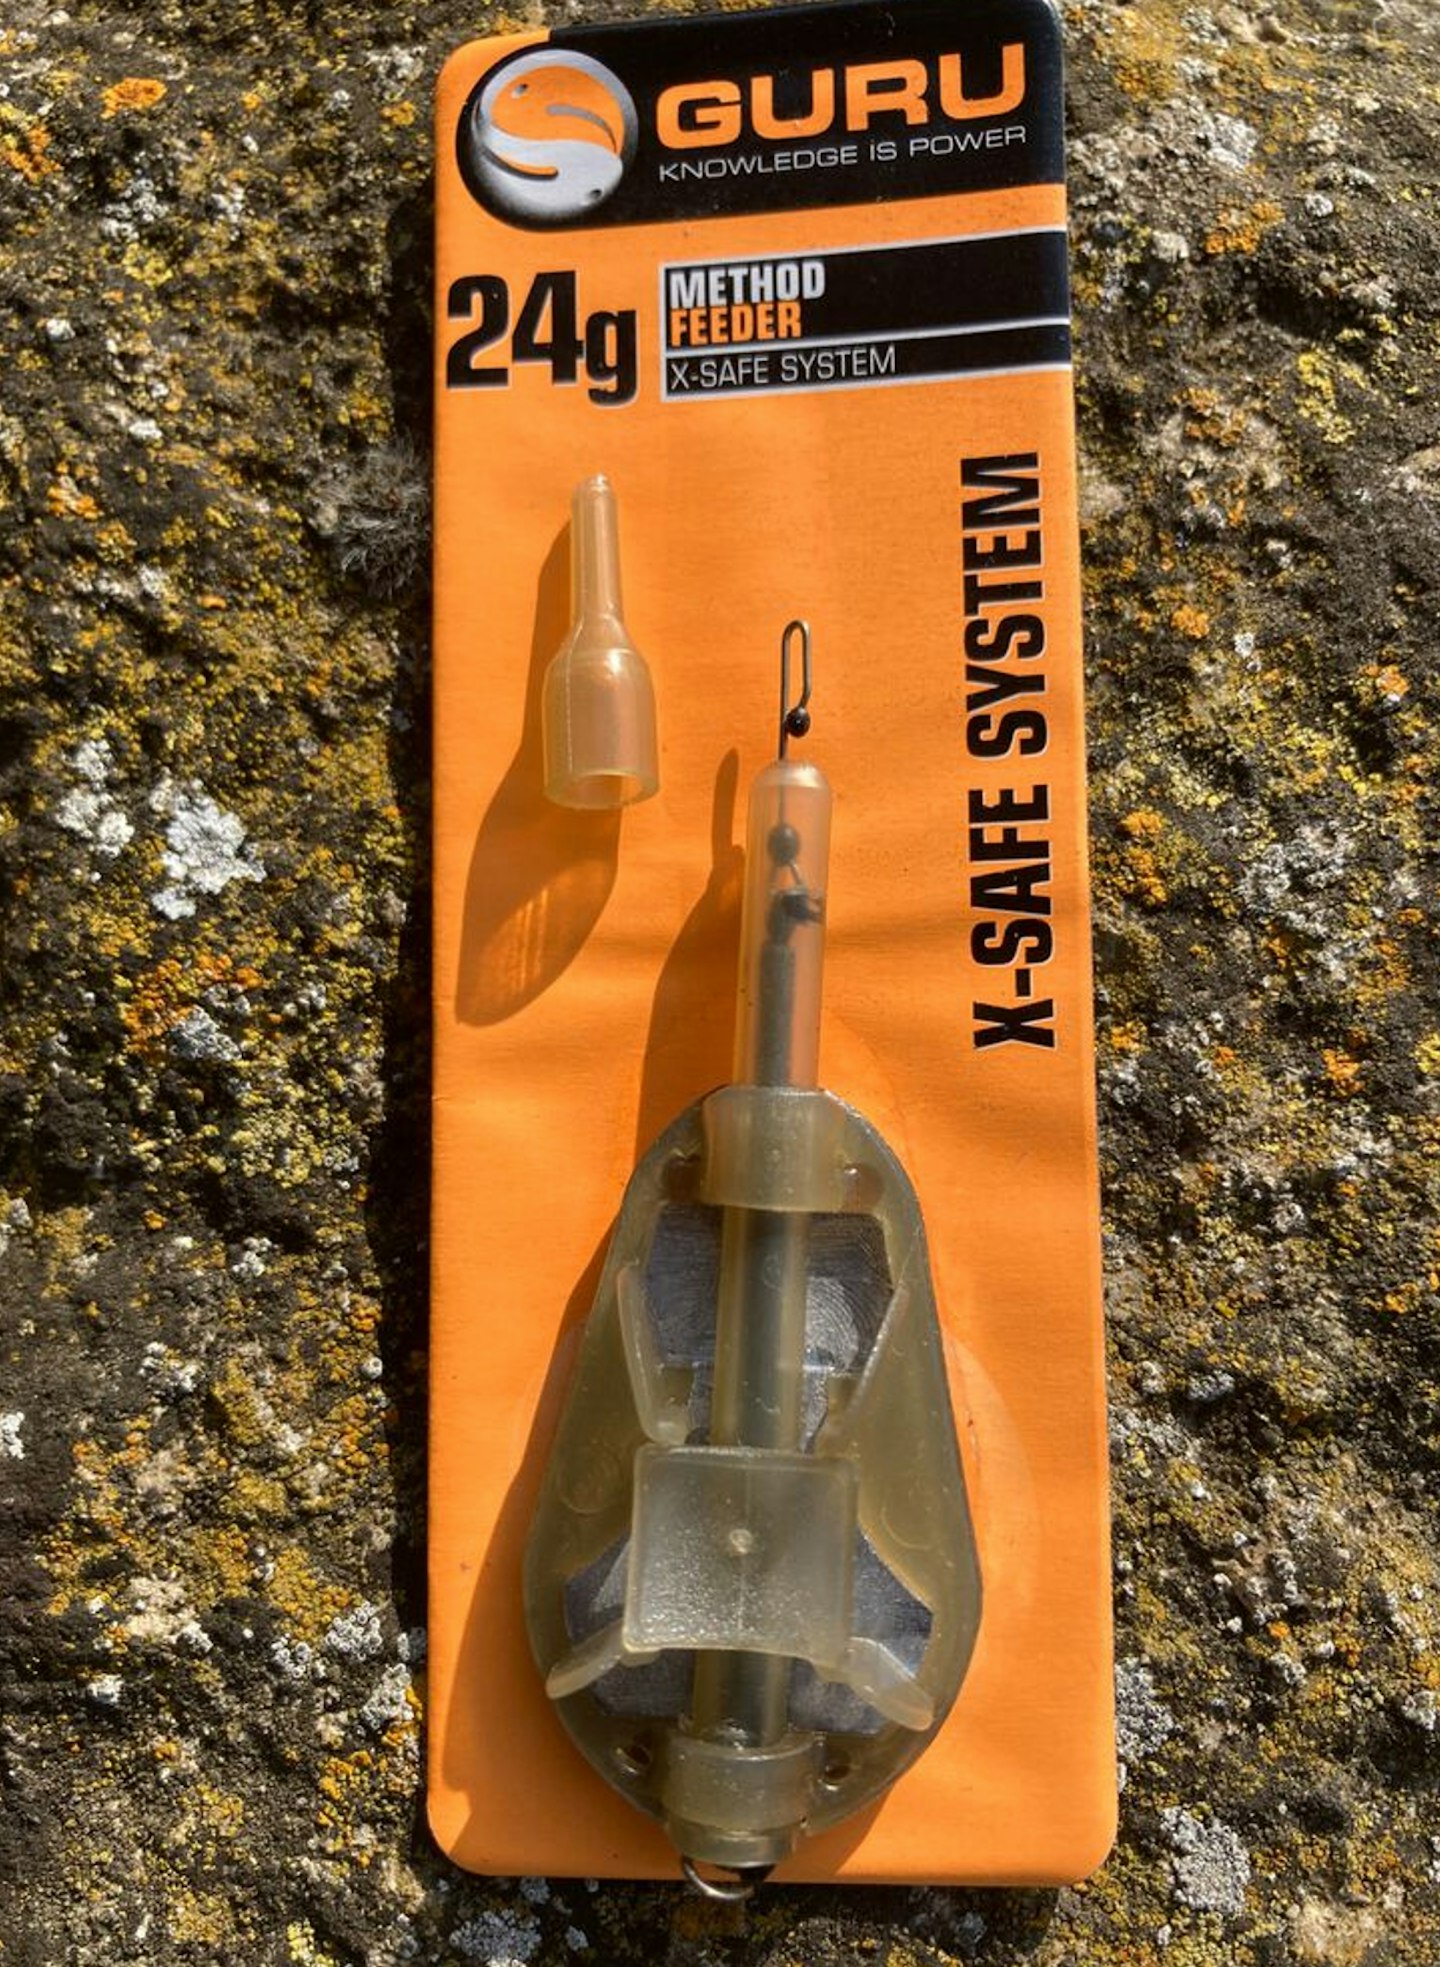 GURU
KNOWLEDGE iS POWER
24g
METHOD
FEEDER
X-SAFE SYSTEM
X-SAFE SYSTEM